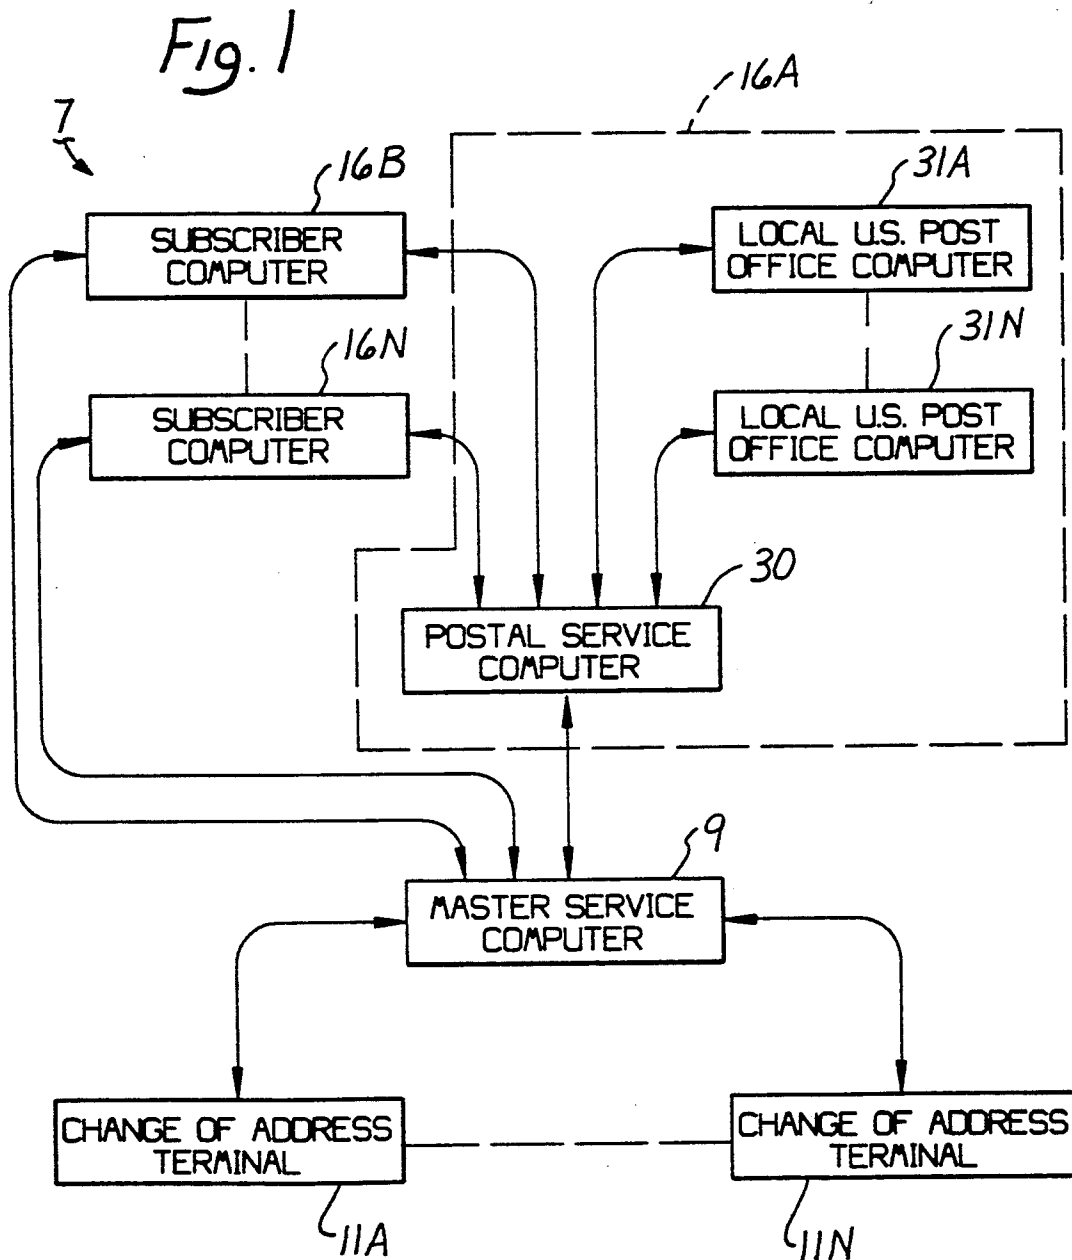 Fig. 1
7
16A
16B
SUBSCRIBER
COMPUTER
31A
LOCAL U.S. POST
OFFICE COMPUTER
16N
SUBSCRIBER
COMPUTER
31N
LOCAL U.S. POST
OFFICE COMPUTER
30
POSTAL SERVICE
COMPUTER
9
MASTER SERVICE
COMPUTER
CHANGE OF ADDRESS
TERMINAL
11A
CHANGE OF ADDRESS
TERMINAL
11N